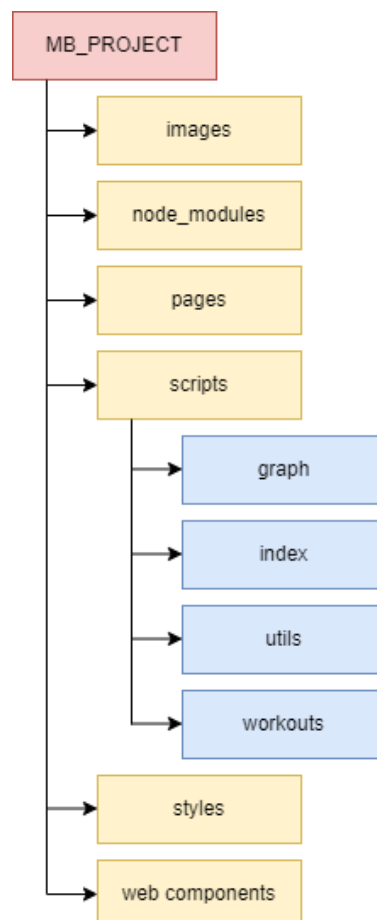 MB_PROJECT
images
node_modules
pages
scripts
graph
index
utils
workouts
styles
web components